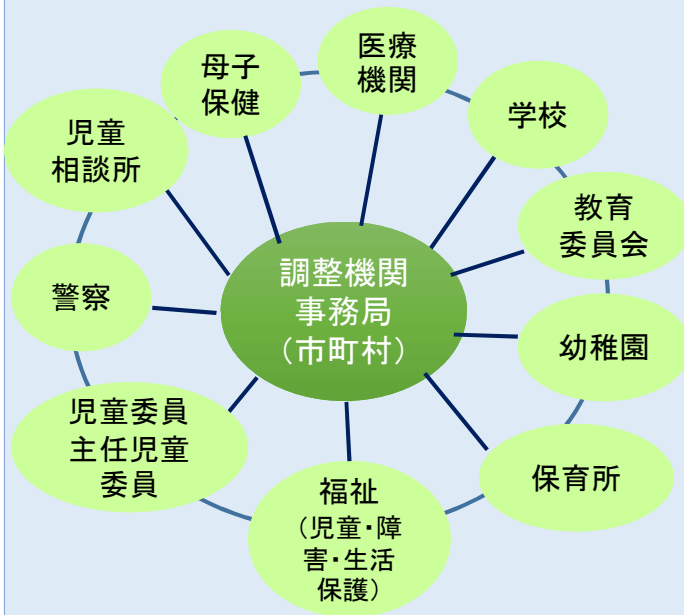 医療
機関
母子
保健
学校
児童
相談所
教育
委員会
調整機関
事務局
（市町村）
警察
幼稚園
児童委員
主任児童
委員
保育所
福祉
（児童・障
害・生活
保護）